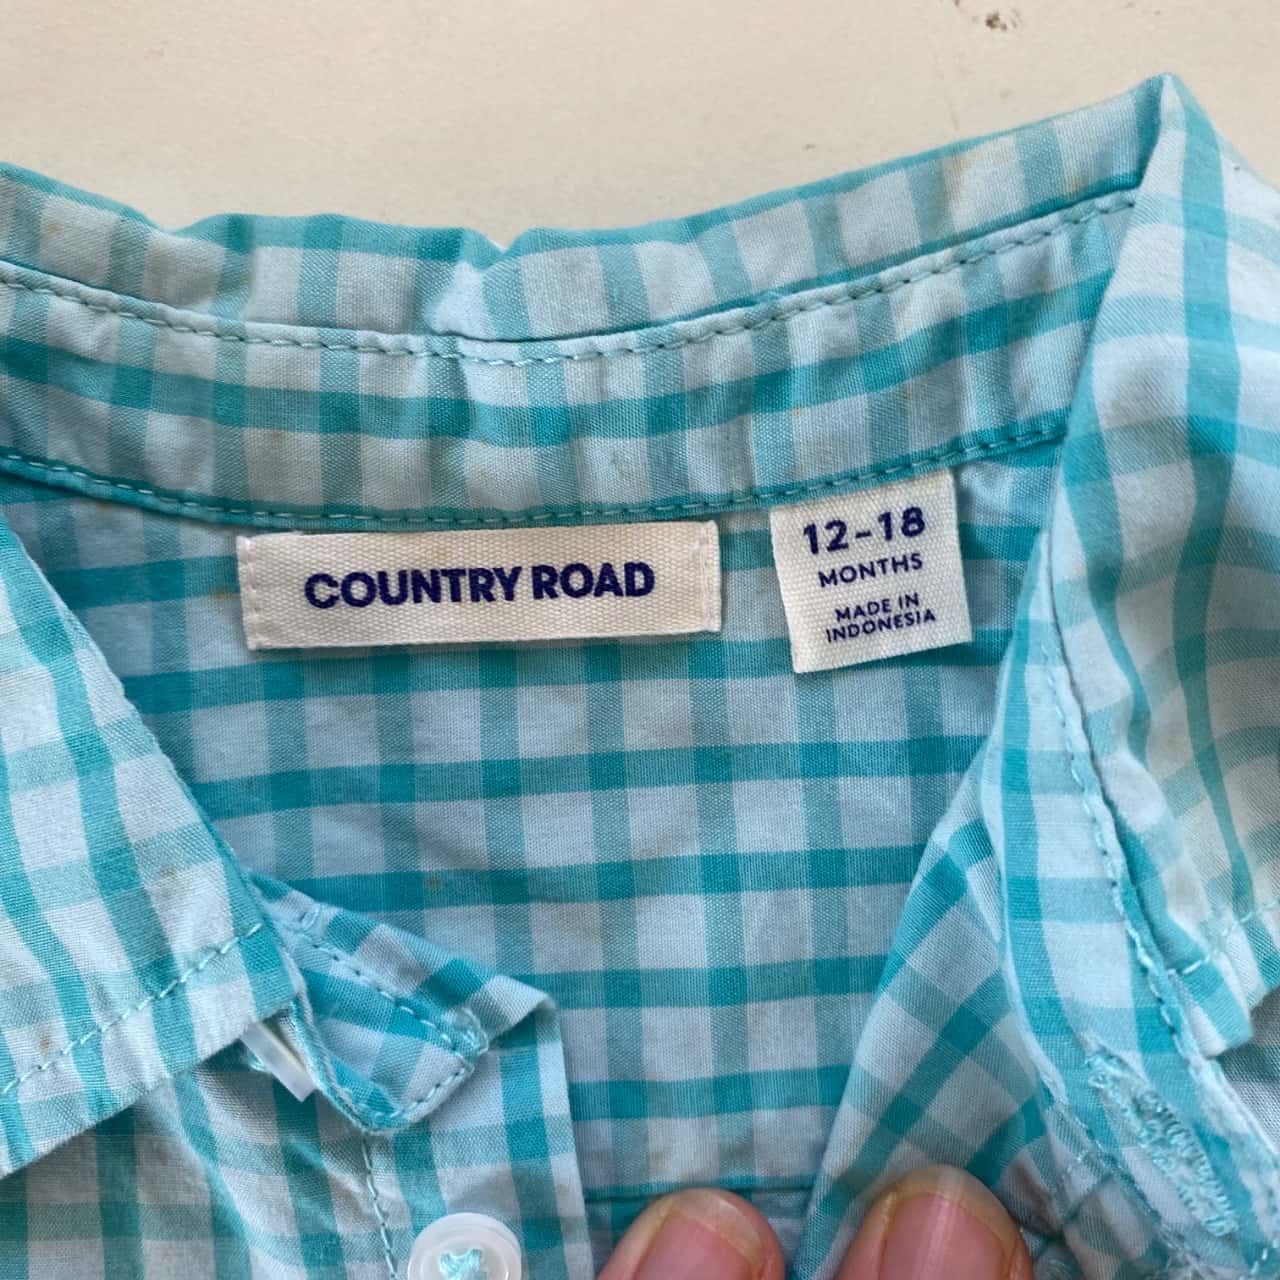 COUNTRY ROAD
12-18
MONTHS
MADE IN
INDONESIA